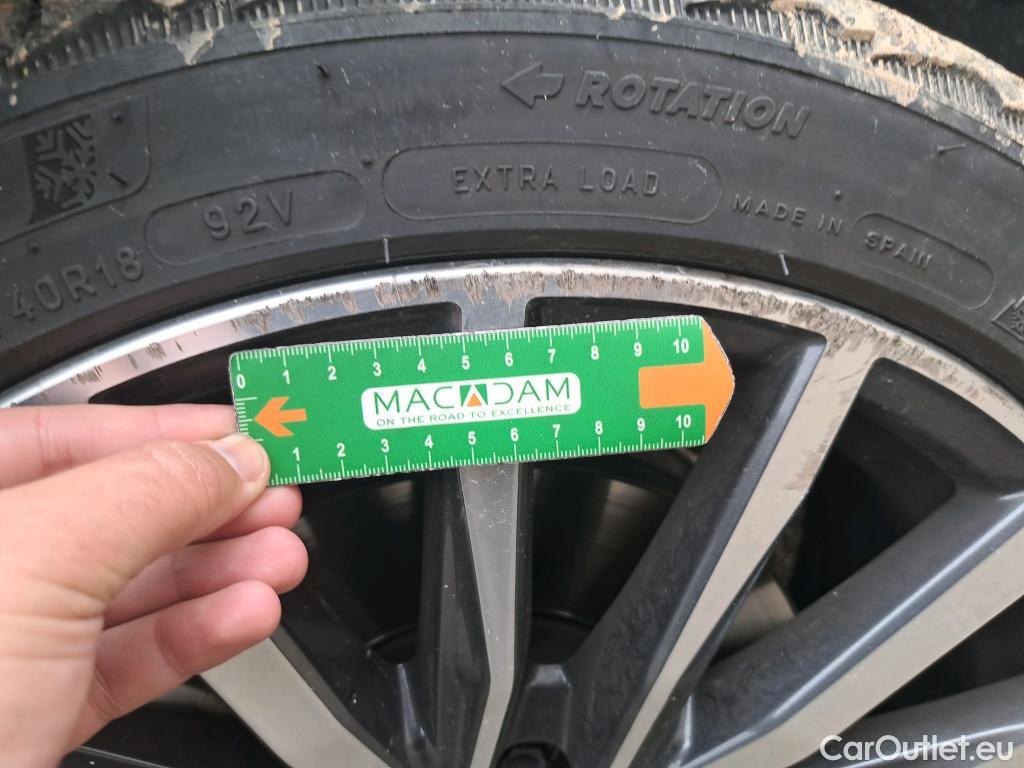 ROTATION
EXTRA LOAD
92V
MADE IN SPAIN
40R18
0 1 2 3 4 5 6 7 8 9 10
MACADAM
ON THE ROAD TO EXCELLENCE
1 2 3 4 5 6 7 8 9 10
CarOutlet.eu